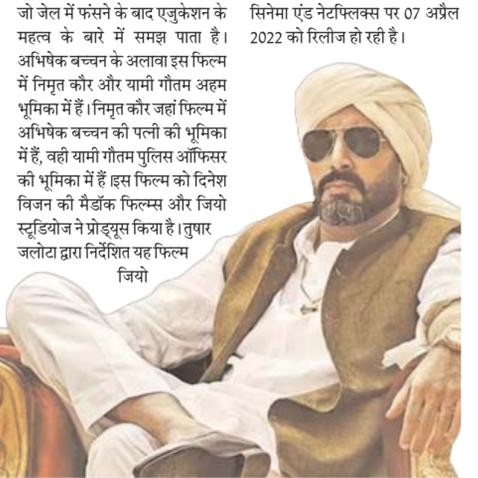 जो जेल में फंसने के बाद एजुकेशन के
महत्व के बारे में समझ पाता है।
अभिषेक बच्चन के अलावा इस फिल्म
में निमृत कौर और यामी गौतम अहम
भूमिका में हैं। निमृत कौर जहां फिल्म में
अभिषेक बच्चन की पत्नी की भूमिका
में हैं, वही यामी गौतम पुलिस ऑफिसर
की भूमिका में हैं।इस फिल्म को दिनेश
विजन की मैडॉक फिल्म्स और जियो
स्टूडियोज ने प्रोड्यूस किया है। तुषार
जलोटा द्वारा निर्देशित यह फिल्म
जियो
सिनेमा एंड नेटफ्लिक्स पर 07 अप्रैल
2022 को रिलीज हो रही है।